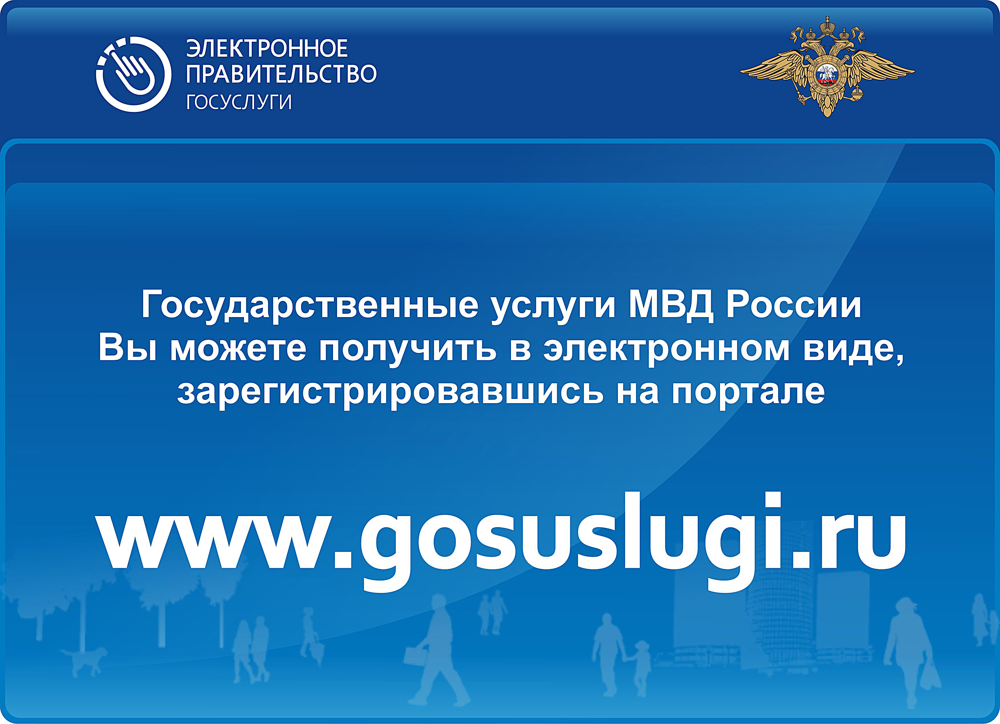 ЭЛЕКТРОННОЕ
ПРАВИТЕЛЬСТВО
ГОСУСЛУГИ
Государственные услуги МВД России
Вы можете получить в электронном виде,
зарегистрировавшись на портале
www.gosuslugi.ru